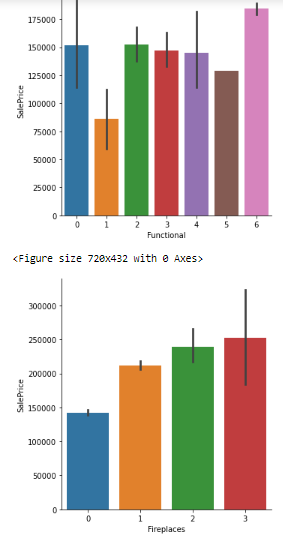 175000
150000
125000
100000
75000
50000
25000
0
SalePrice
0 1 2 3 4 5 6
Functional
<Figure size 720x432 with 0 Axes>
300000
250000
200000
150000
100000
50000
0
SalePrice
0 1 2 3
Fireplaces